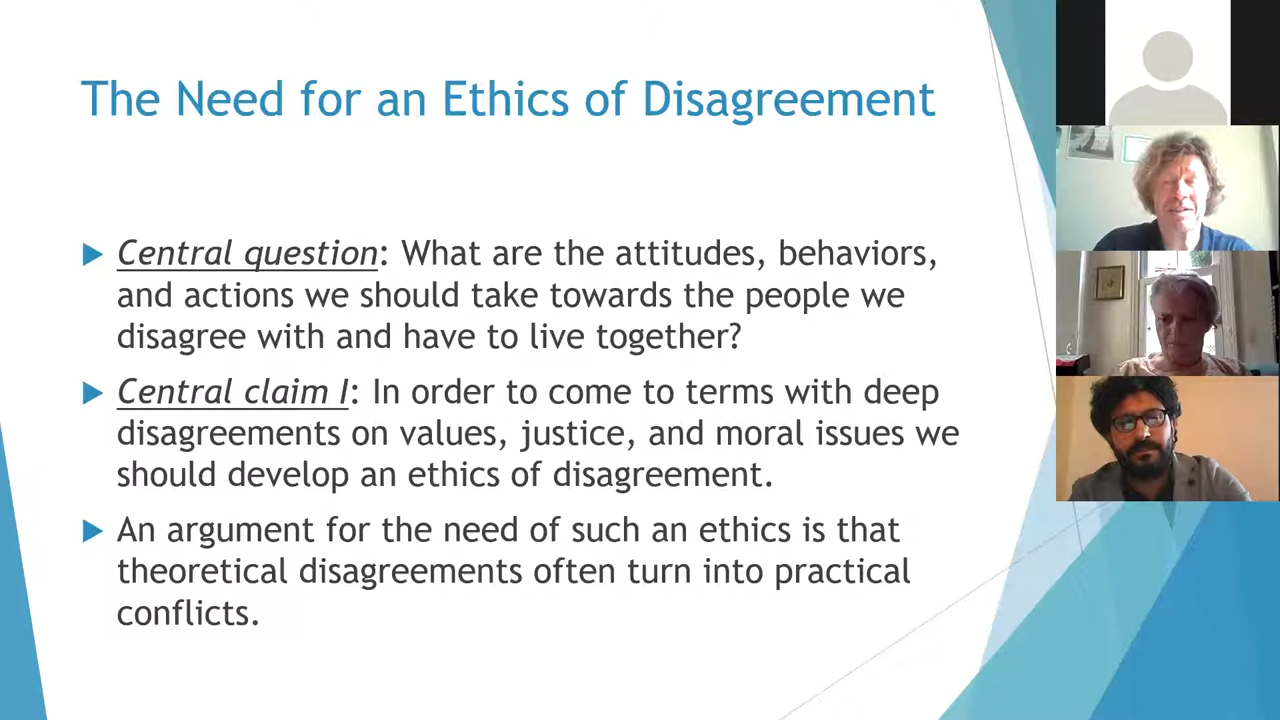 The Need for an Ethics of Disagreement
Central question: What are the attitudes, behaviors,
and actions we should take towards the people we
disagree with and have to live together?
Central claim I: In order to come to terms with deep
disagreements on values, justice, and moral issues we
should develop an ethics of disagreement.
An argument for the need of such an ethics is that
theoretical disagreements often turn into practical
conflicts.